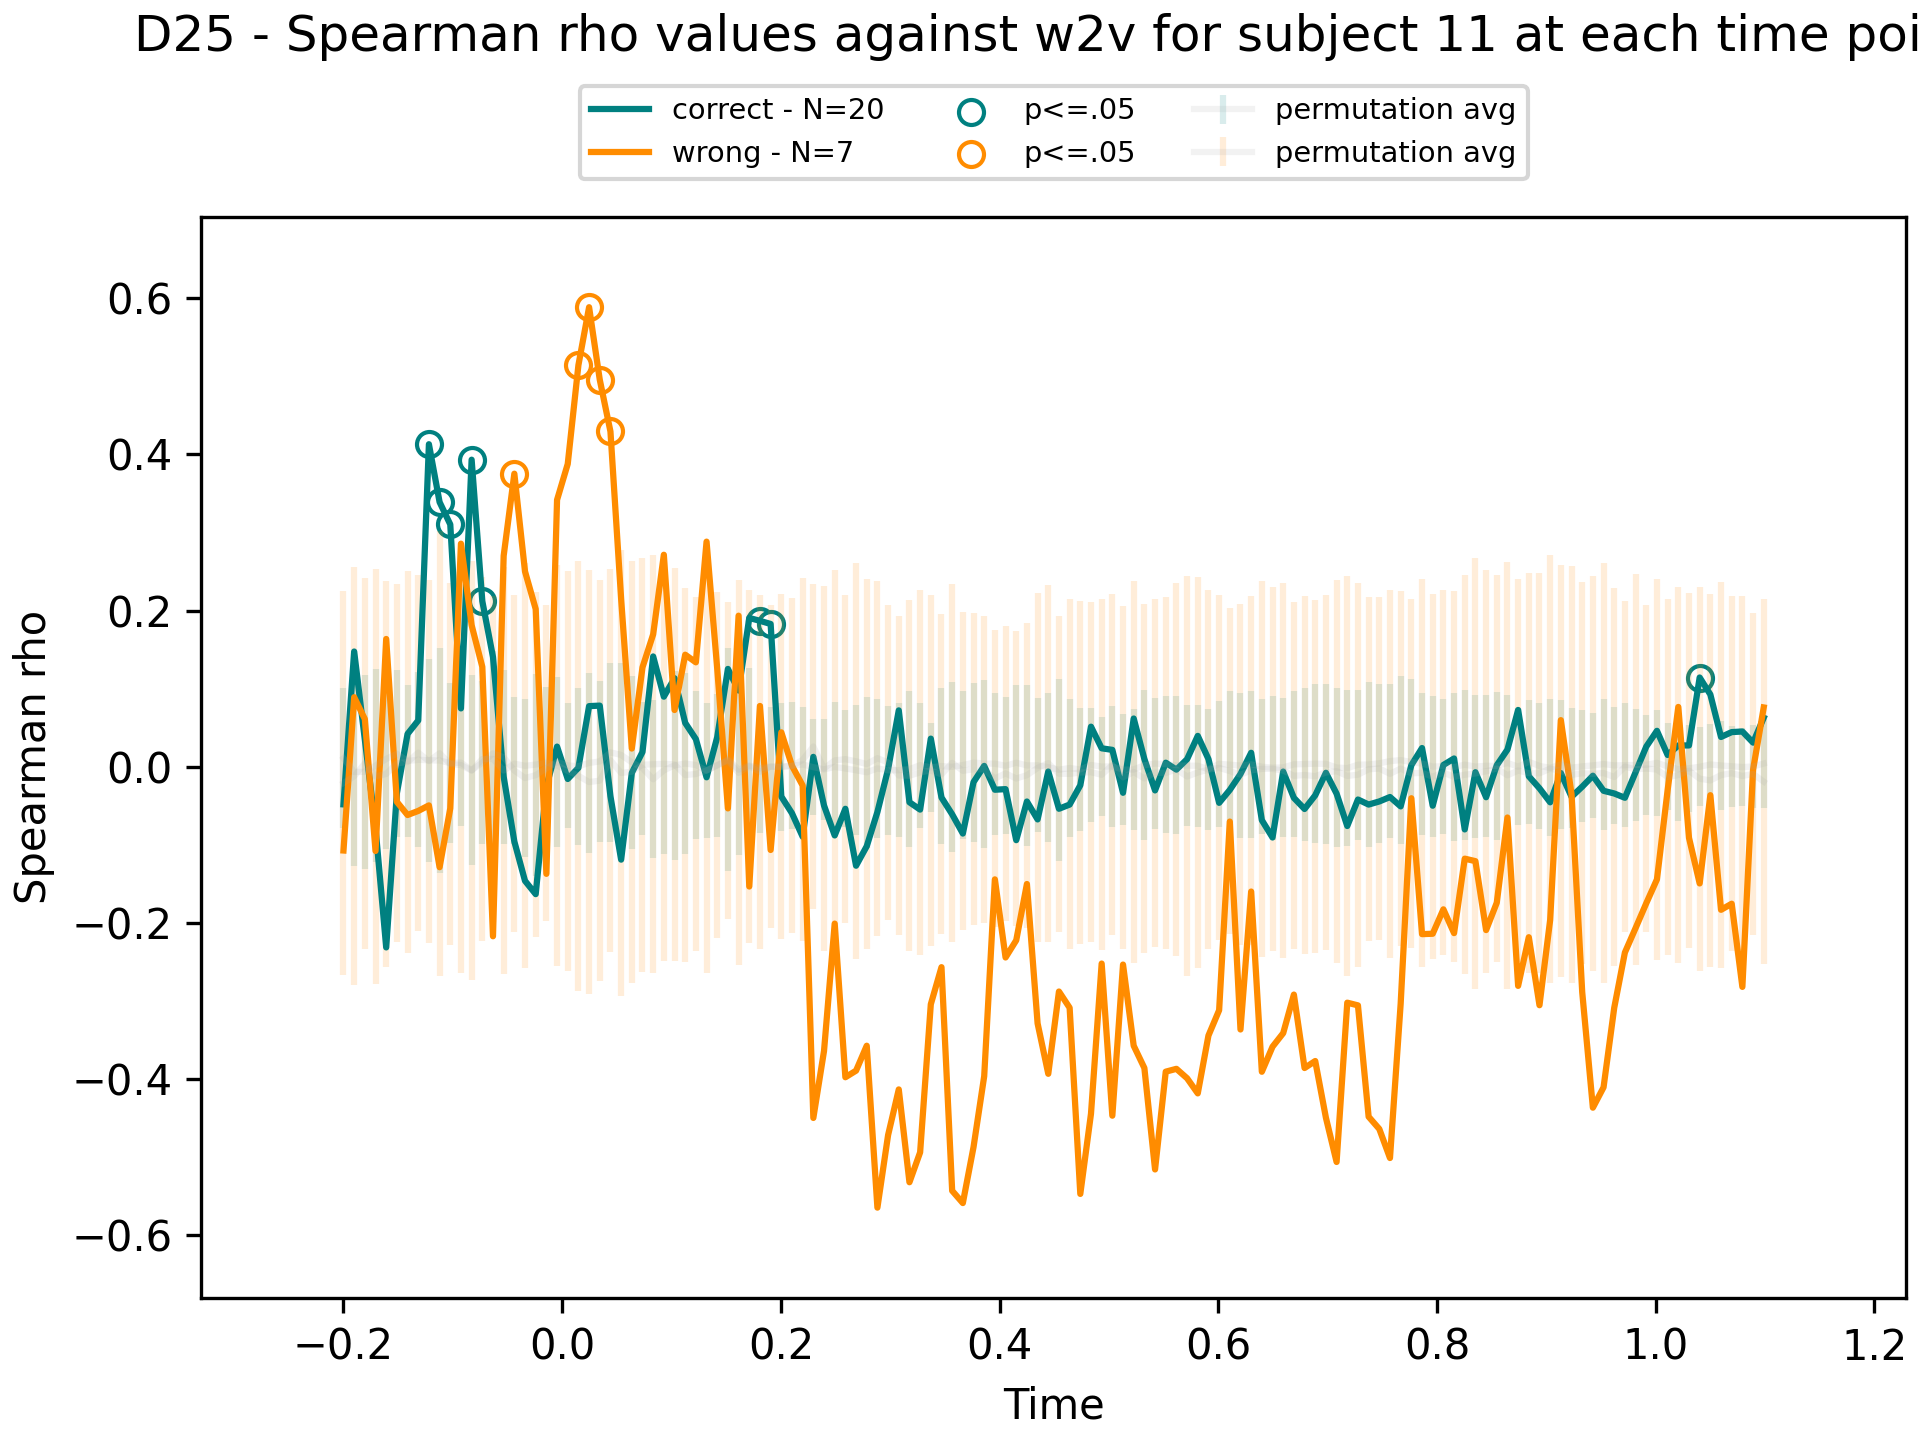 D25 - Spearman rho values against w2v for subject 11 at each time poi
correct - N=20 p<=.05 permutation avg
wrong - N=7 p<=.05 permutation avg
0.6
0.4
0.2
0.0
−0.2
−0.4
−0.6
Spearman rho
−0.2 0.0 0.2 0.4 0.6 0.8 1.0 1.2
Time